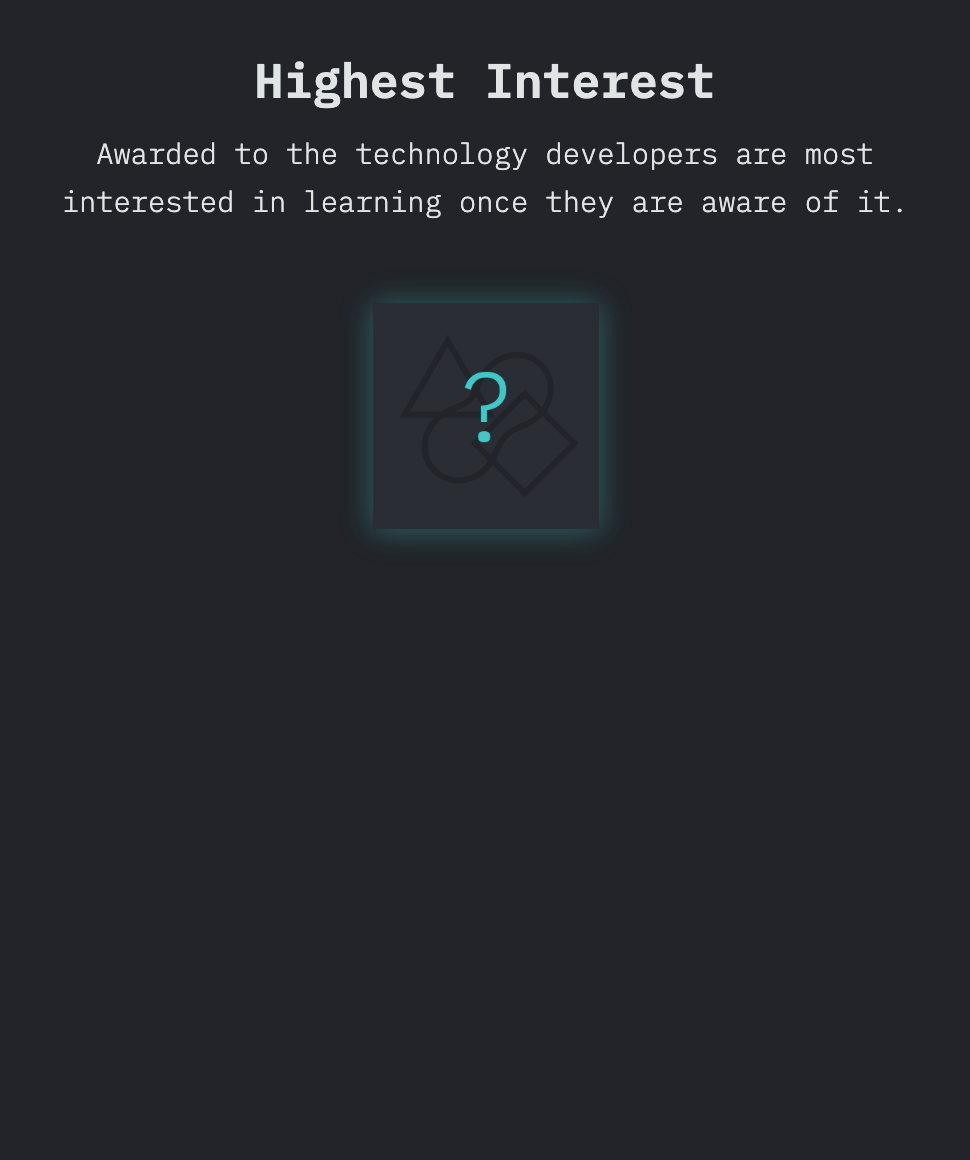 Highest Interest
Awarded to the technology developers are most
interested in learning once they are aware of it.
?